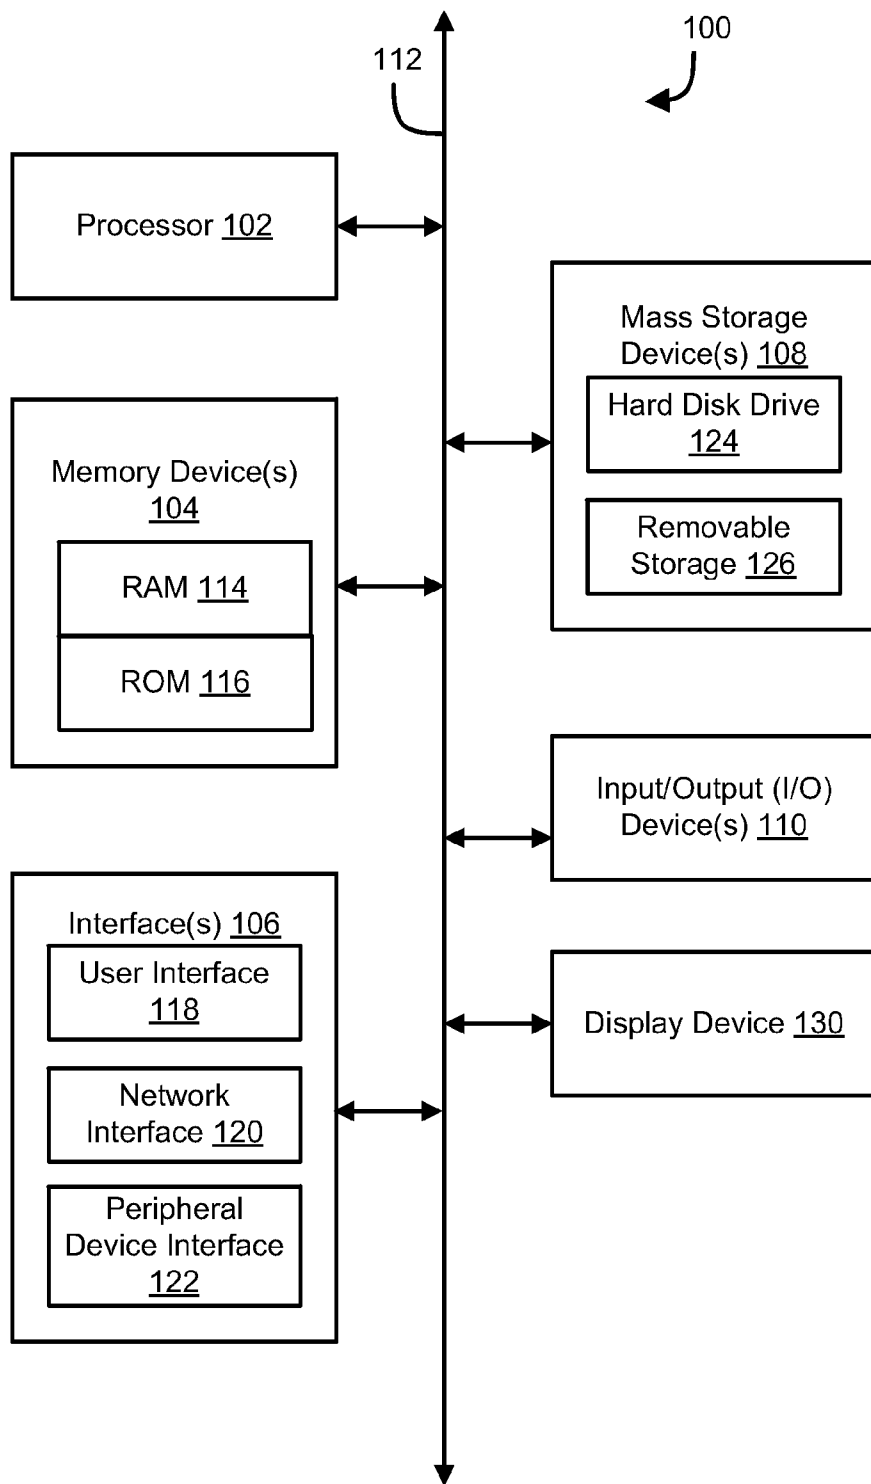 100
112
Processor 102
Mass Storage
Device(s) 108
Hard Disk Drive
124
Removable
Storage 126
Memory Device(s)
104
RAM 114
ROM 116
Input/Output (I/O)
Device(s) 110
Interface(s) 106
User Interface
118
Network
Interface 120
Peripheral
Device Interface
122
Display Device 130